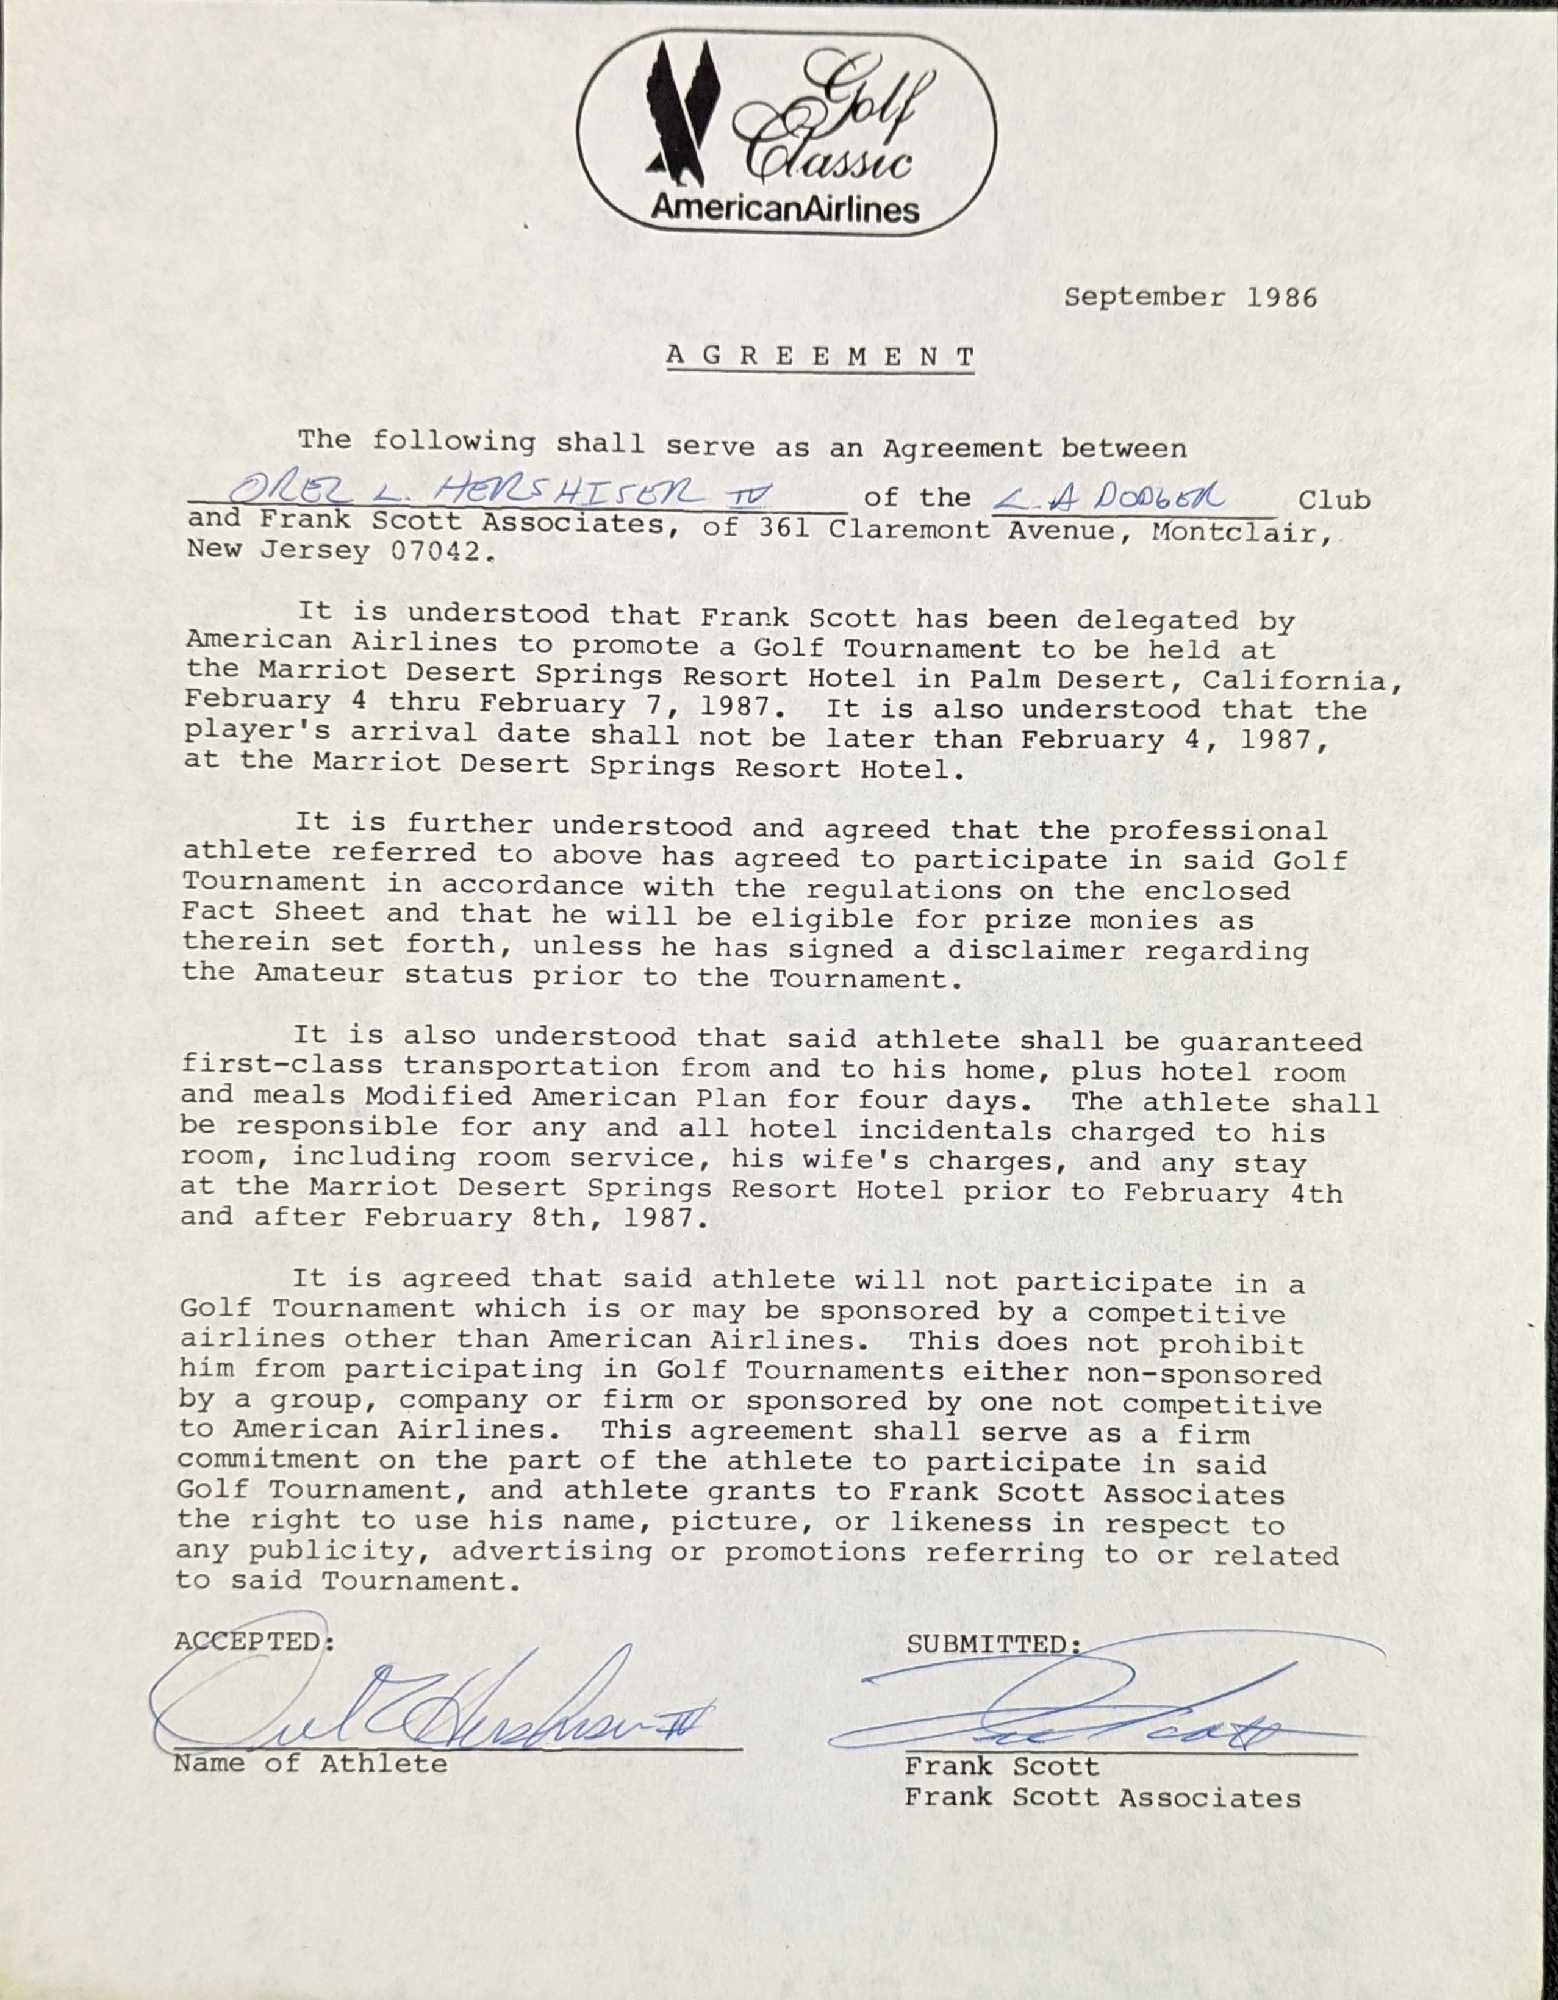 Golf
Classic
AmericanAirlines
September 1986
A G R E E M E N T
The following shall serve as an Agreement between
OREL L. HERSHISER IV of the L.A DODGER Club
and Frank Scott Associates, of 361 Claremont Avenue, Montclair,
New Jersey 07042.
It is understood that Frank Scott has been delegated by
American Airlines to promote a Golf Tournament to be held at
the Marriot Desert Springs Resort Hotel in Palm Desert, California,
February 4 thru February 7, 1987. It is also understood that the
player's arrival date shall not be later than February 4, 1987,
at the Marriot Desert Springs Resort Hotel.
It is further understood and agreed that the professional
athlete referred to above has agreed to participate in said Golf
Tournament in accordance with the regulations on the enclosed
Fact Sheet and that he will be eligible for prize monies as
therein set forth, unless he has signed a disclaimer regarding
the Amateur status prior to the Tournament.
It is also understood that said athlete shall be guaranteed
first-class transportation from and to his home, plus hotel room
and meals Modified American Plan for four days. The athlete shall
be responsible for any and all hotel incidentals charged to his
room, including room service, his wife's charges, and any stay
at the Marriot Desert Springs Resort Hotel prior to February 4th
and after February 8th, 1987.
It is agreed that said athlete will not participate in a
Golf Tournament which is or may be sponsored by a competitive
airlines other than American Airlines. This does not prohibit
him from participating in Golf Tournaments either non-sponsored
by a group, company or firm or sponsored by one not competitive
to American Airlines. This agreement shall serve as a firm
commitment on the part of the athlete to participate in said
Golf Tournament, and athlete grants to Frank Scott Associates
the right to use his name, picture, or likeness in respect to
any publicity, advertising or promotions referring to or related
to said Tournament.
ACCEPTED: SUBMITTED:
Orel L Hershiser IV Frank Scott
Name of Athlete Frank Scott
Frank Scott Associates